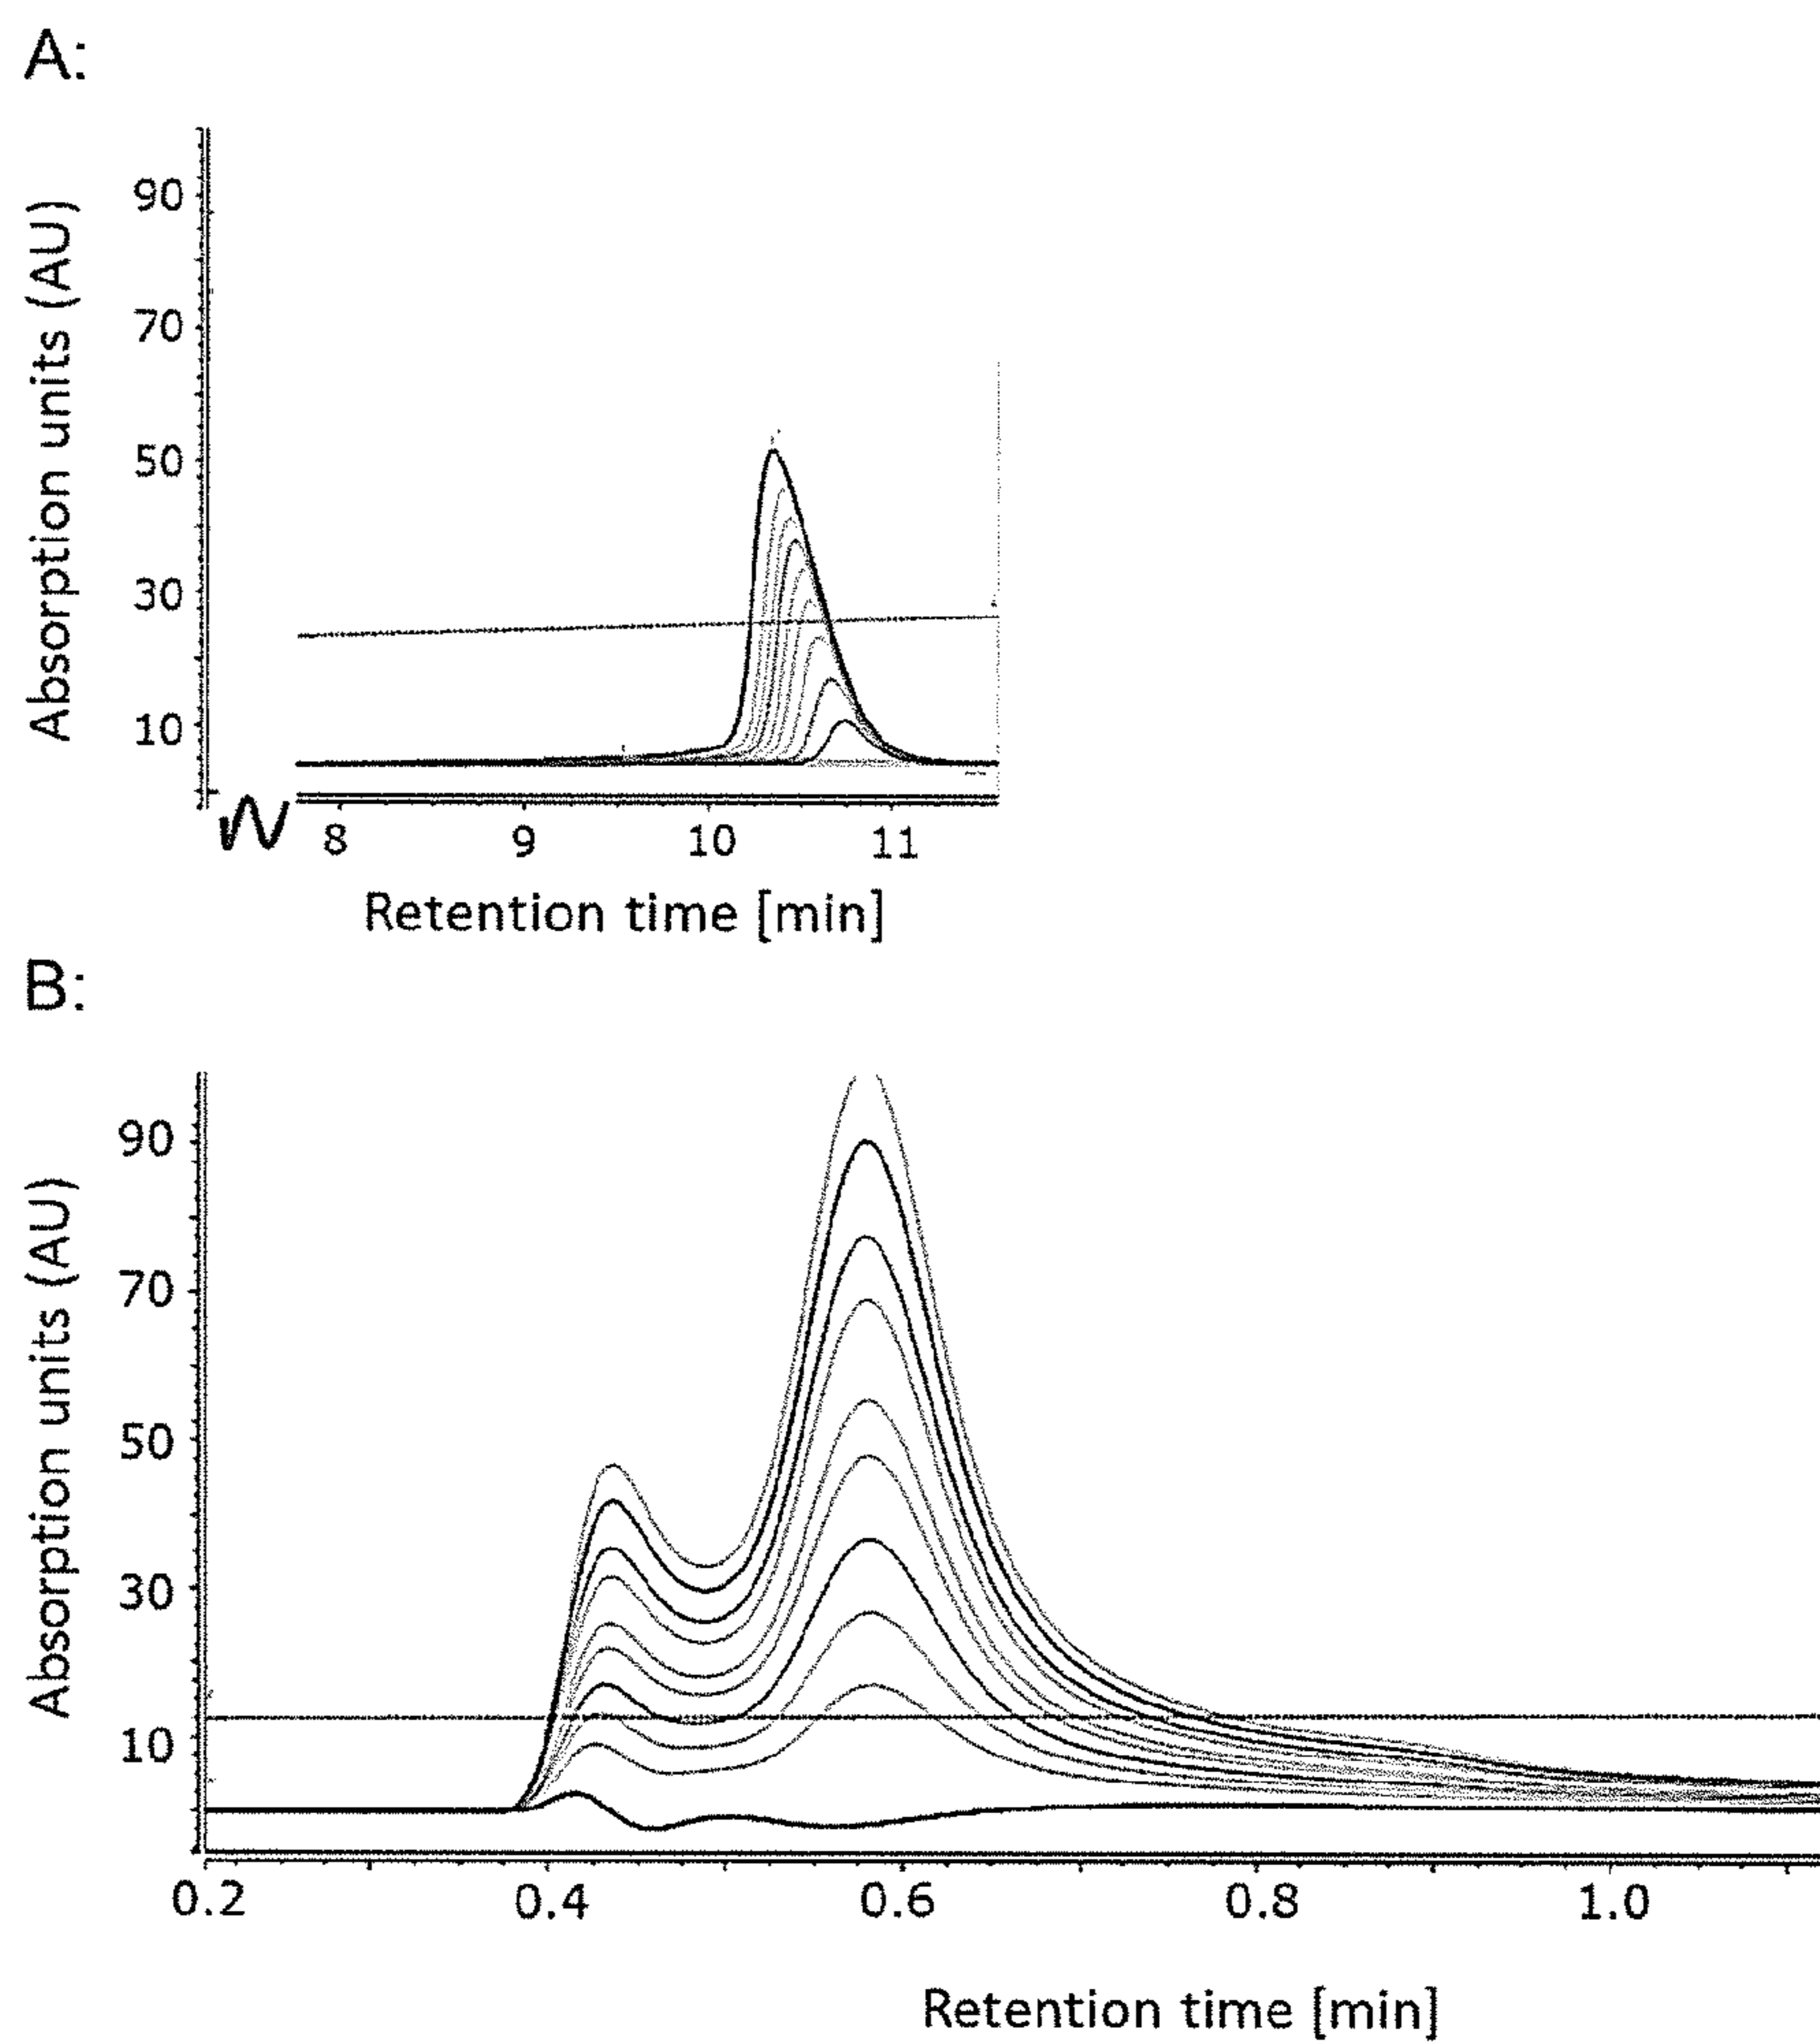 A:
Absorption units (AU)
90
70
50
30
10
8 9 10 11
Retention time [min]
B:
Absorption units (AU)
90
70
50
30
10
0.2 0.4 0.6 0.8 1.0
Retention time [min]